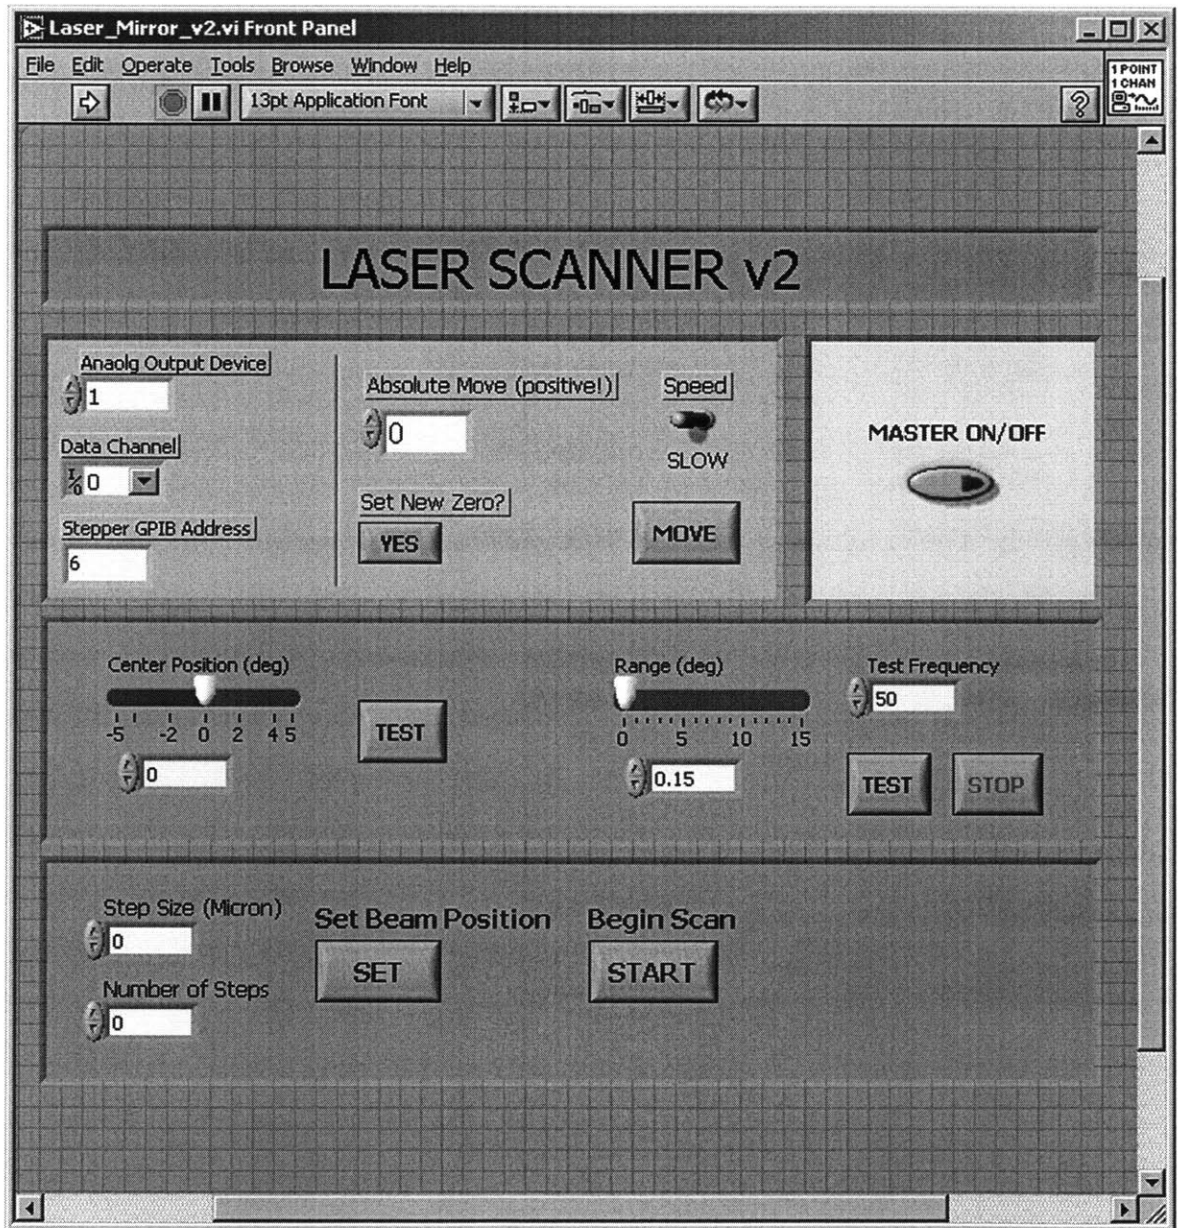 Laser_Mirror_v2.vi Front Panel
File Edit Operate Tools Browse Window Help
13pt Application Font
1 POINT
1 CHAN
LASER SCANNER v2
Anaolg Output Device
1
Data Channel
0
Stepper GPIB Address
6
Absolute Move (positive!)
0
Set New Zero?
YES
Speed
SLOW
MOVE
MASTER ON/OFF
Center Position (deg)
-5 -2 0 2 4 5
0
TEST
Range (deg)
0 5 10 15
0.15
Test Frequency
50
TEST STOP
Step Size (Micron)
0
Number of Steps
0
Set Beam Position
SET
Begin Scan
START